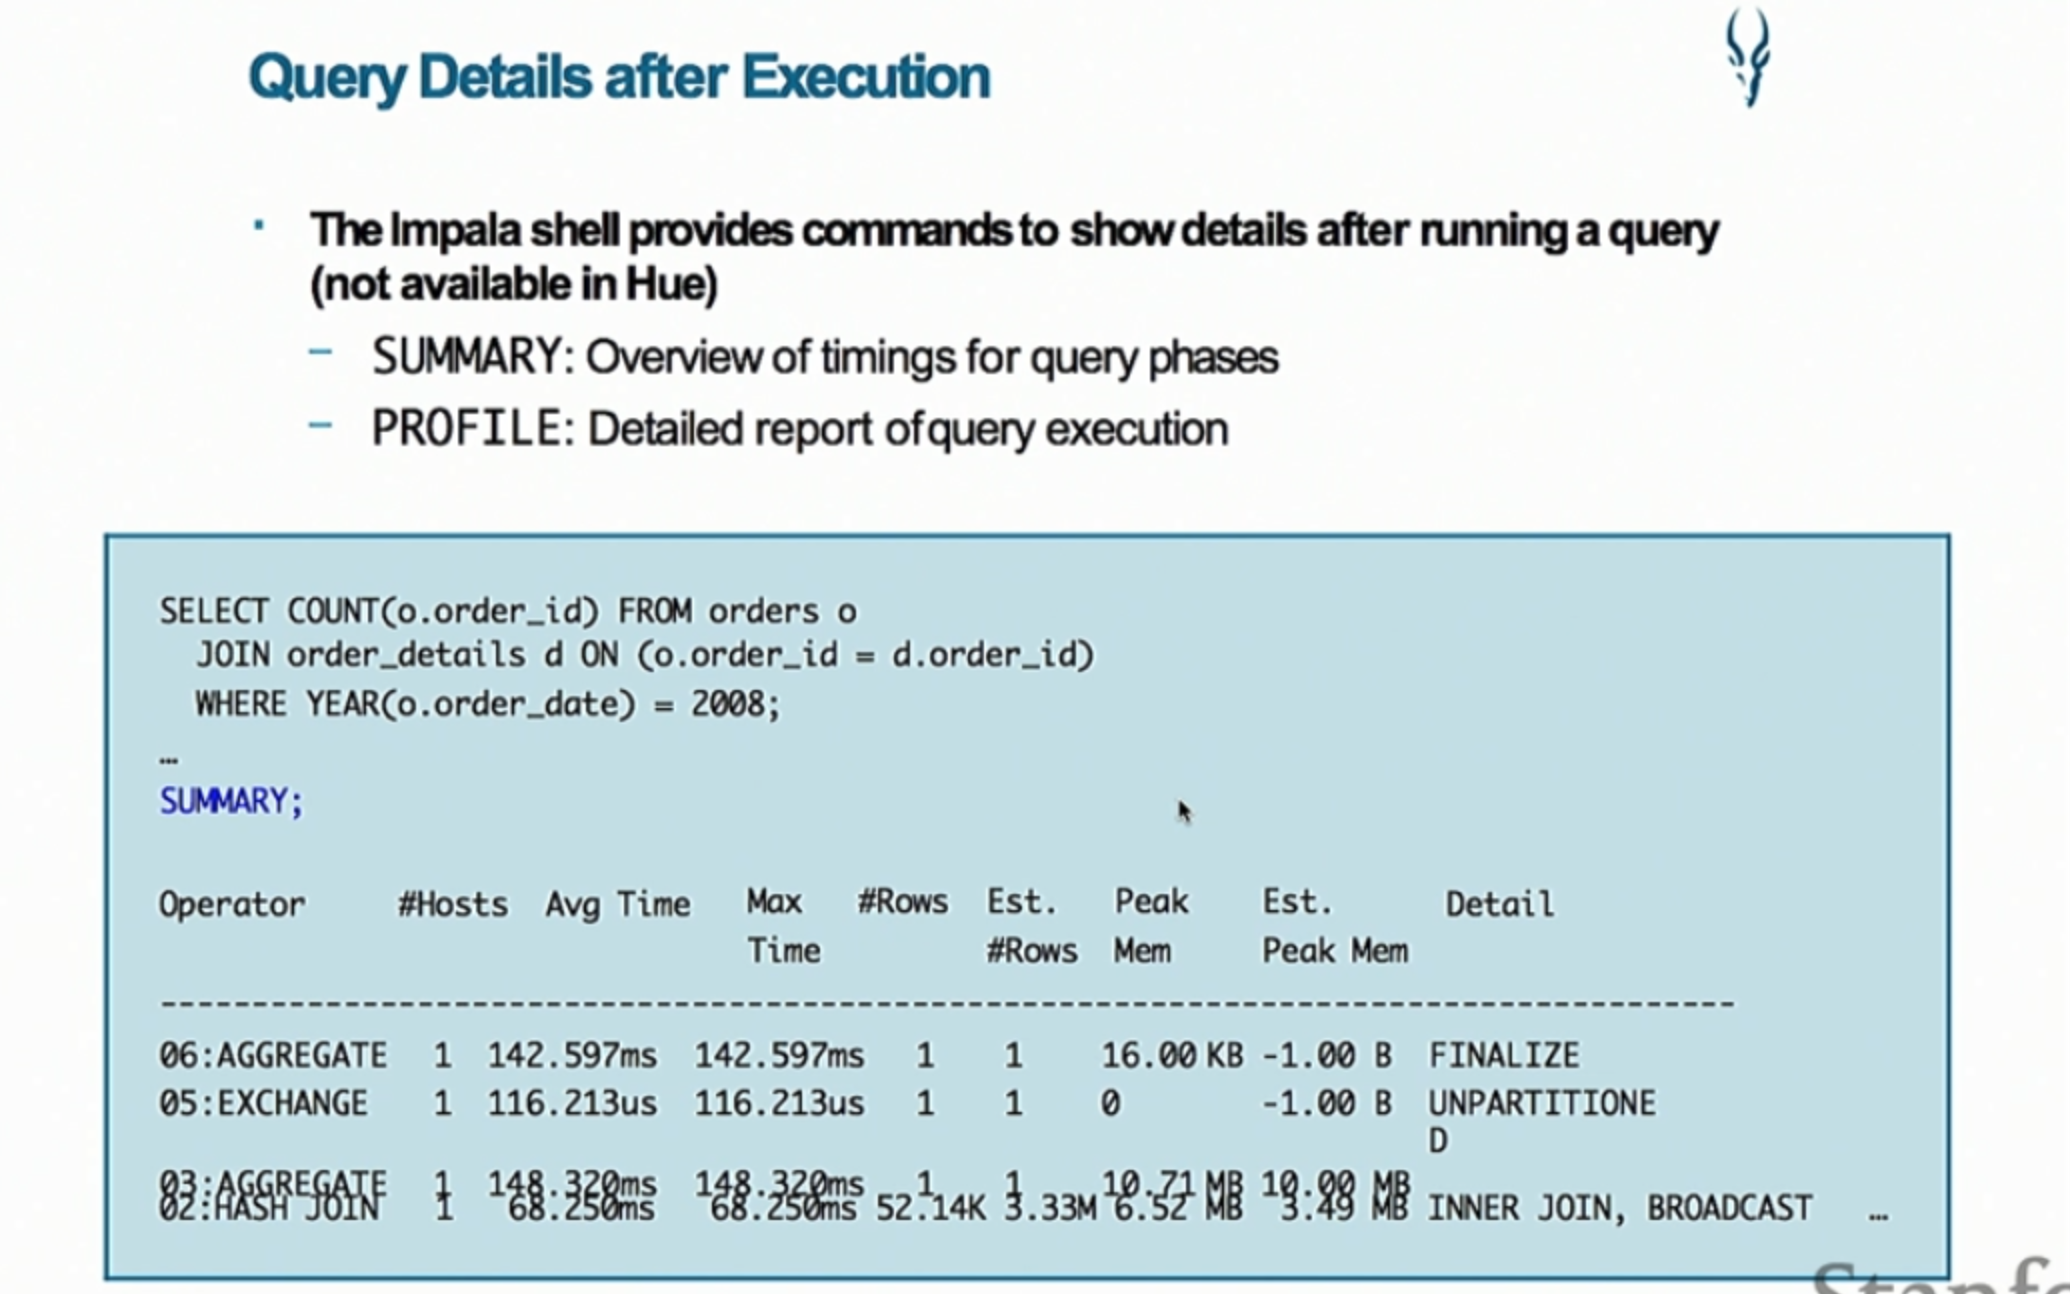 Query Details after Execution
The Impala shell provides commands to show details after running a query
(not available in Hue)
– SUMMARY: Overview of timings for query phases
– PROFILE: Detailed report of query execution
SELECT COUNT(o.order_id) FROM orders o
JOIN order_details d ON (o.order_id = d.order_id)
WHERE YEAR(o.order_date) = 2008;
…
SUMMARY;
Operator #Hosts Avg Time Max #Rows Est. Peak Est. Detail
Time #Rows Mem Peak Mem
--------------------------------------------------------------------------------------
06:AGGREGATE 1 142.597ms 142.597ms 1 1 16.00 KB -1.00 B FINALIZE
05:EXCHANGE 1 116.213us 116.213us 1 1 0 -1.00 B UNPARTITIONE
D
03:AGGREGATE 1 148.320ms 148.320ms 1 1 10.71 MB 10.00 MB
02:HASH JOIN 1 68.250ms 68.250ms 52.14K 3.33M 6.52 MB 3.49 MB INNER JOIN, BROADCAST …